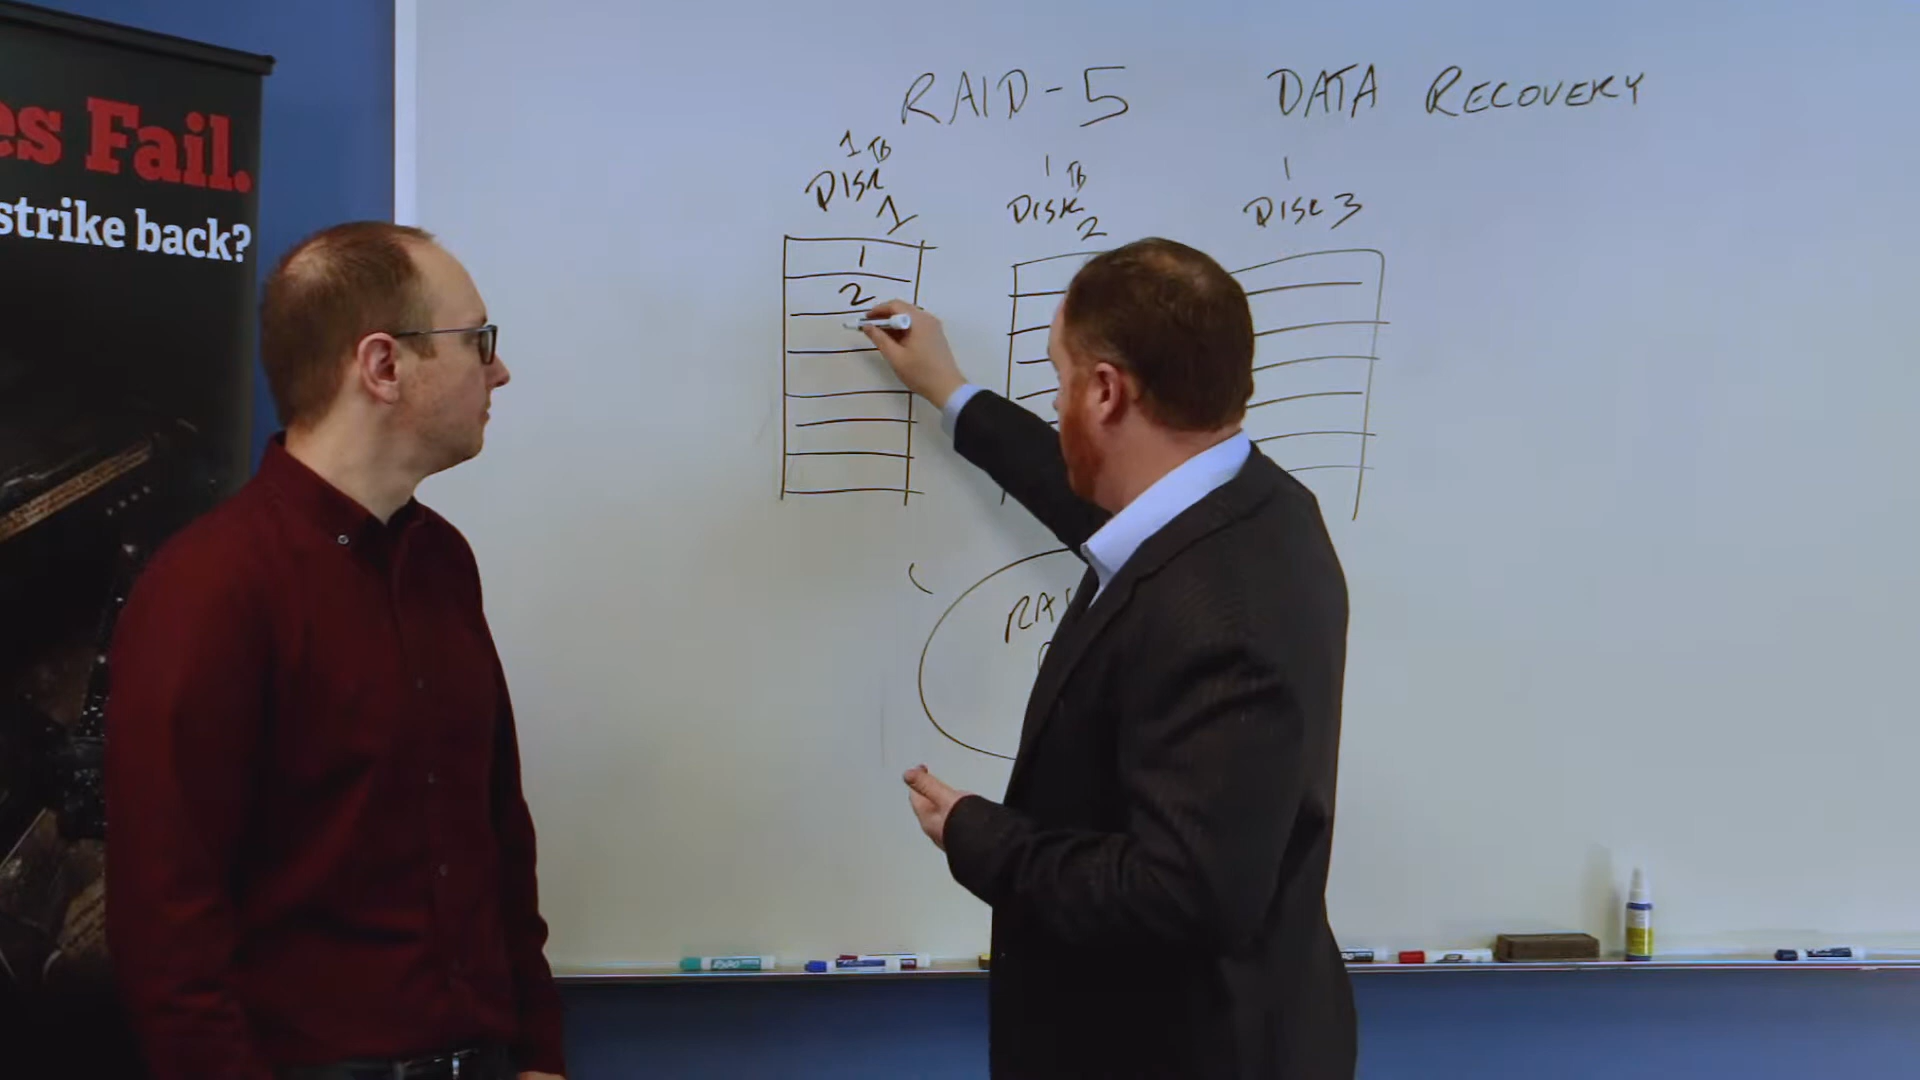 es Fail.
strike back?
RAID-5 DATA RECOVERY
1 TB
DISK
1
1
2
1 TB
DISK
2
1
DISK 3
RA